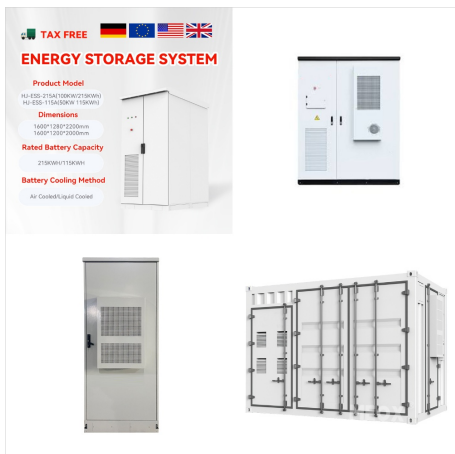 TAX FREE
ENERGY STORAGE SYSTEM
Product Model
HJ-ESS-215A(100KW/215KWh)
HJ-ESS-115A(50KW 115KWh)
Dimensions
1600*1280*2200mm
1600*1200*2000mm
Rated Battery Capacity
215KWH/115KWH
Battery Cooling Method
Air Cooled/Liquid Cooled